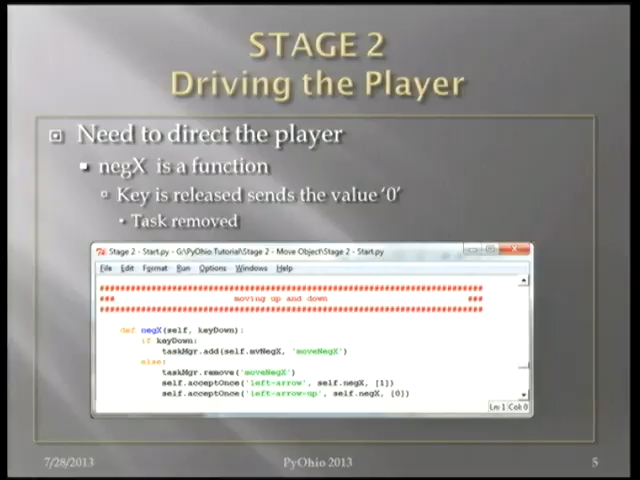 STAGE 2
Driving the Player
Need to direct the player
negX is a function
Key is released sends the value '0'
Task removed
Stage 2 - Start.py - G:\PyOhio Tutorial\Stage 2 - Move Object\Stage 2 - Start.py
File Edit Format Run Options Windows Help
###                         moving up and down                         ###
def negX(self, keyDown):
if keyDown:
taskMgr.add(self.mvNegX, 'moveNegX')
else:
taskMgr.remove('moveNegX')
self.acceptOnce('left-arrow', self.negX, [1])
self.acceptOnce('left-arrow-up', self.negX, [0])
Ln: 1 Col: 0
7/28/2013
PyOhio 2013
5